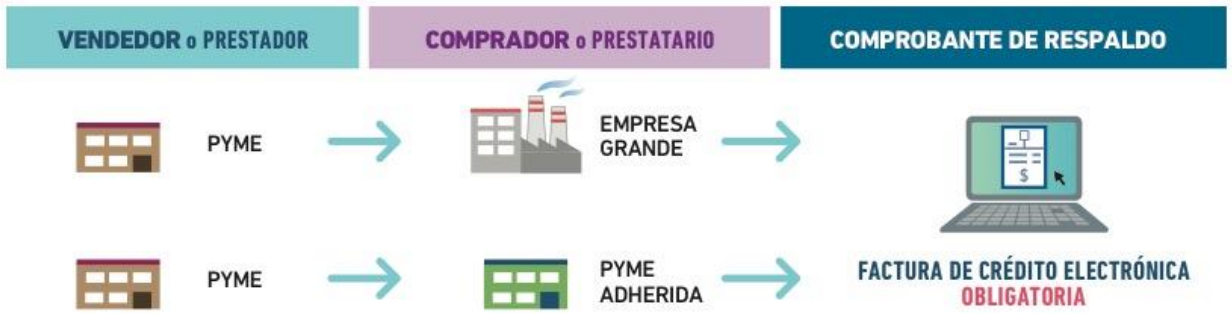 VENDEDOR o PRESTADOR
COMPRADOR o PRESTATARIO
COMPROBANTE DE RESPALDO
PYME
EMPRESA
GRANDE
$
PYME
PYME
ADHERIDA
FACTURA DE CRÉDITO ELECTRÓNICA
OBLIGATORIA